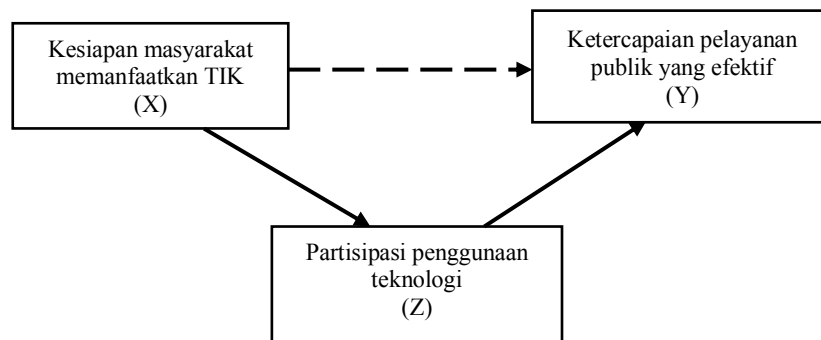 Kesiapan masyarakat
memanfaatkan TIK
(X)
Ketercapaian pelayanan
publik yang efektif
(Y)
Partisipasi penggunaan
teknologi
(Z)